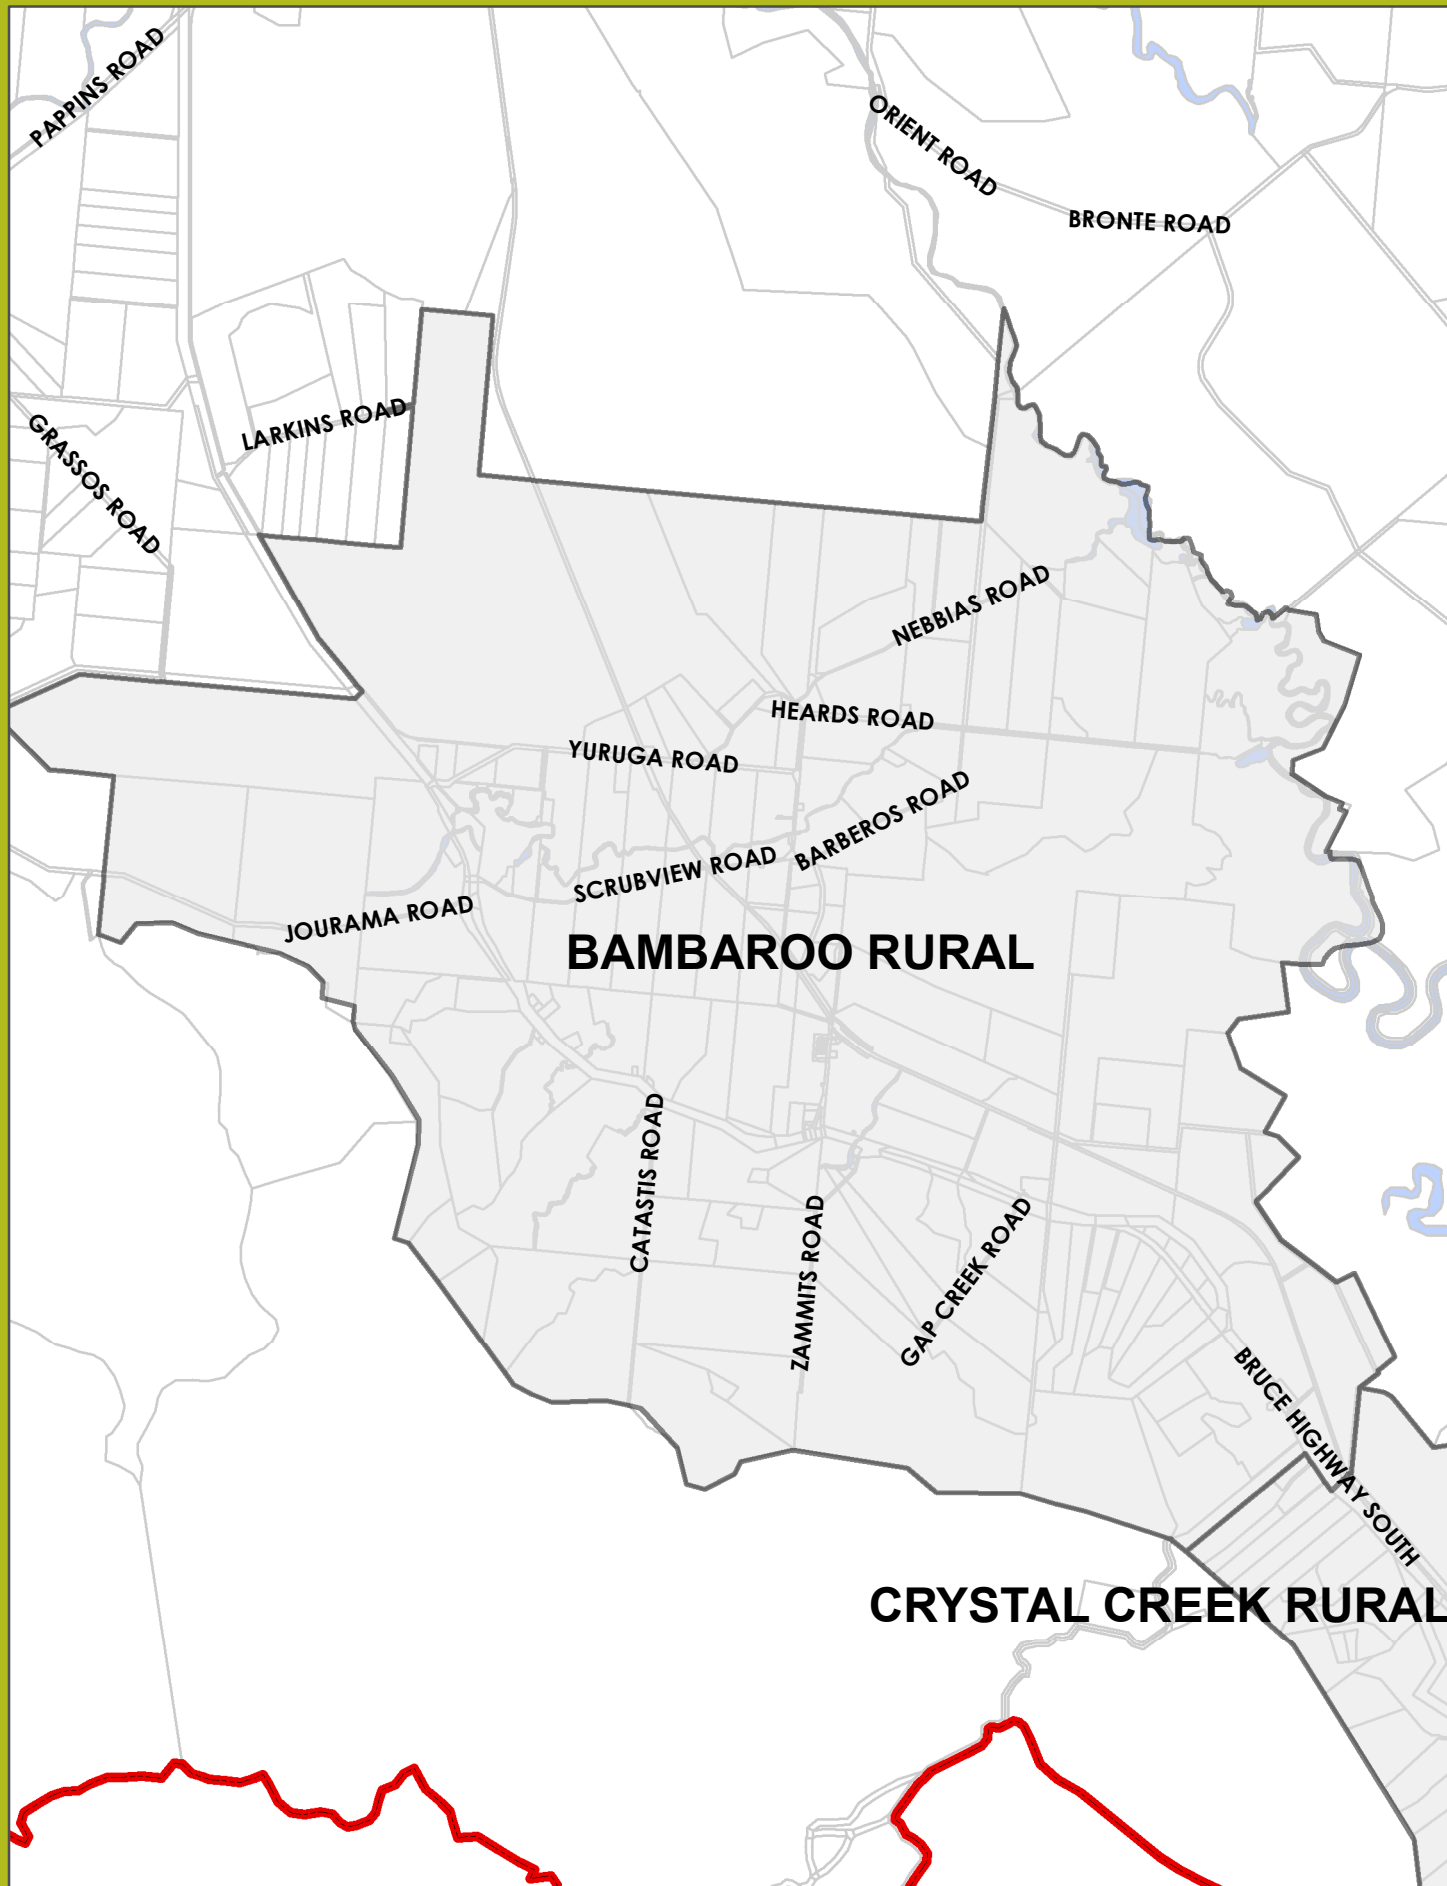 PAPPINS ROAD
ORIENT ROAD
BRONTE ROAD
LARKINS ROAD
GRASSOS ROAD
NEBBIAS ROAD
HEARDS ROAD
YURUGA ROAD
BARBEROS ROAD
SCRUBVIEW ROAD
JOURAMA ROAD
BAMBAROO RURAL
CATASTIS ROAD
ZAMMITS ROAD
GAP CREEK ROAD
BRUCE HIGHWAY SOUTH
CRYSTAL CREEK RURAL